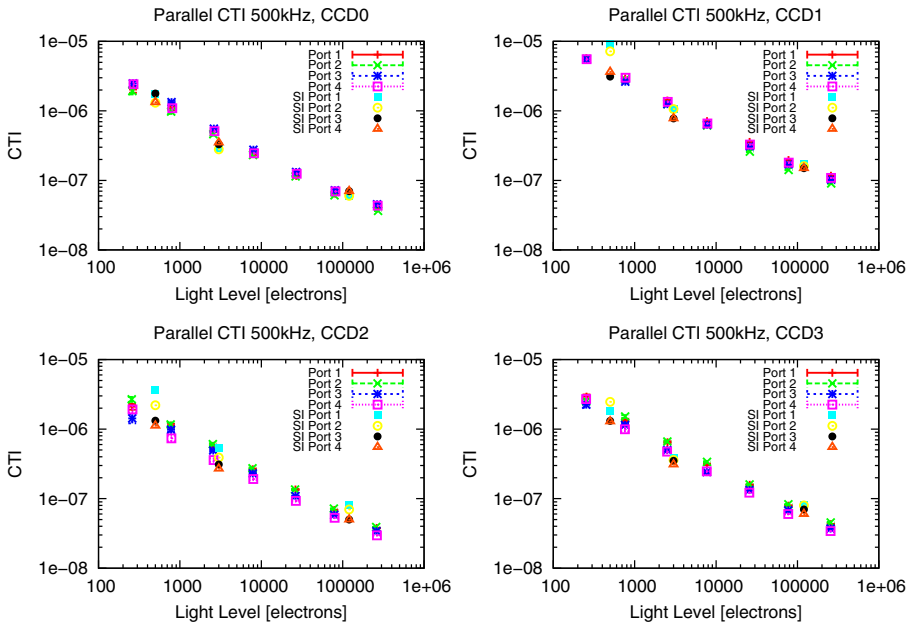 Parallel CTI 500kHz, CCD0
1e-05
1e-06
1e-07
1e-08
CTI
100
1000
10000
100000
1e+06
Light Level [electrons]
Port 1
Port 2
Port 3
Port 4
SI Port 1
SI Port 2
SI Port 3
SI Port 4
Parallel CTI 500kHz, CCD1
1e-05
1e-06
1e-07
1e-08
CTI
100
1000
10000
100000
1e+06
Light Level [electrons]
Port 1
Port 2
Port 3
Port 4
SI Port 1
SI Port 2
SI Port 3
SI Port 4
Parallel CTI 500kHz, CCD2
1e-05
1e-06
1e-07
1e-08
CTI
100
1000
10000
100000
1e+06
Light Level [electrons]
Port 1
Port 2
Port 3
Port 4
SI Port 1
SI Port 2
SI Port 3
SI Port 4
Parallel CTI 500kHz, CCD3
1e-05
1e-06
1e-07
1e-08
CTI
100
1000
10000
100000
1e+06
Light Level [electrons]
Port 1
Port 2
Port 3
Port 4
SI Port 1
SI Port 2
SI Port 3
SI Port 4